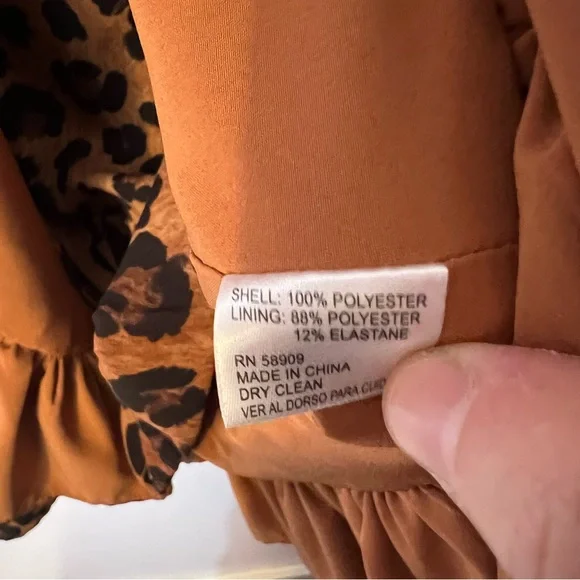 SHELL: 100% POLYESTER
LINING: 88% POLYESTER
12% ELASTANE
RN 58909
MADE IN CHINA
DRY CLEAN
VER AL DORSO PARA CUID